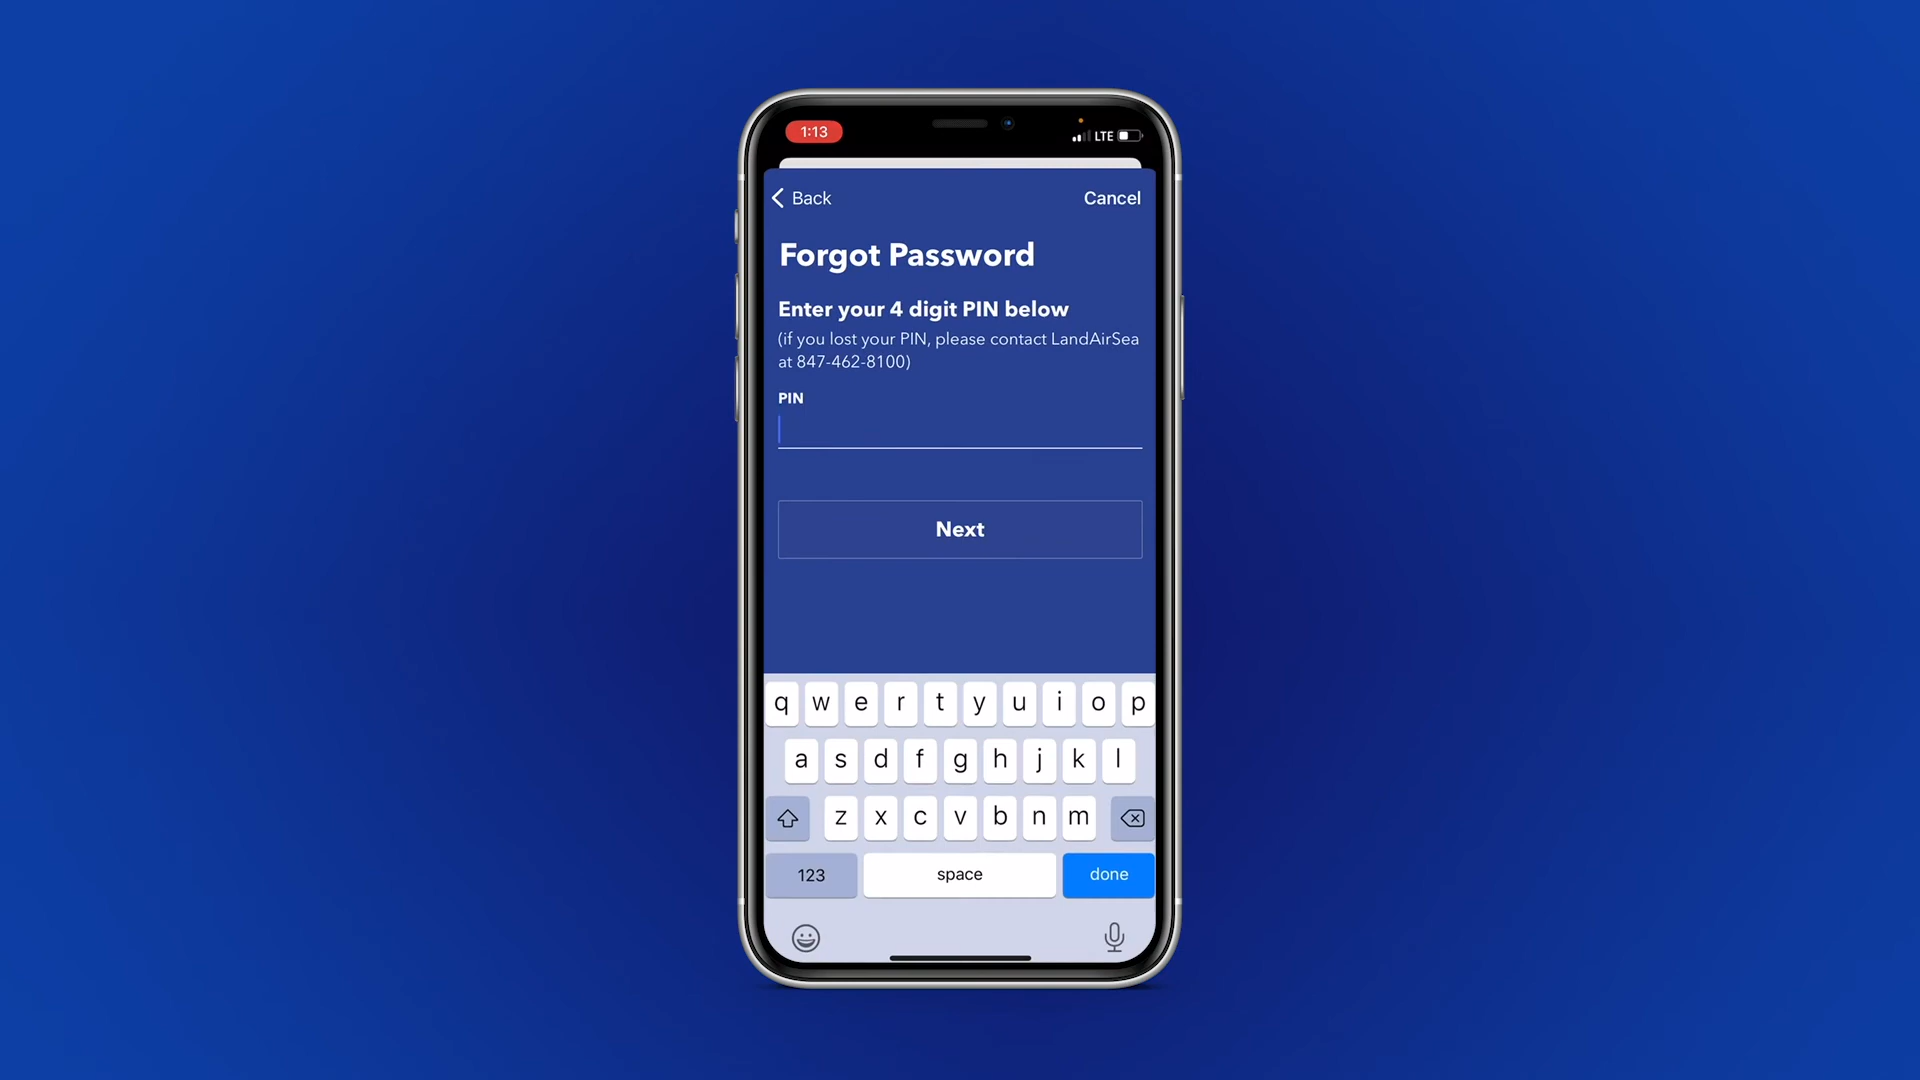 1:13
LTE
Back
Cancel
Forgot Password
Enter your 4 digit PIN below
(if you lost your PIN, please contact LandAirSea
at 847-462-8100)
PIN
Next
q w e r t y u i o p
a s d f g h j k l
z x c v b n m
123 space done